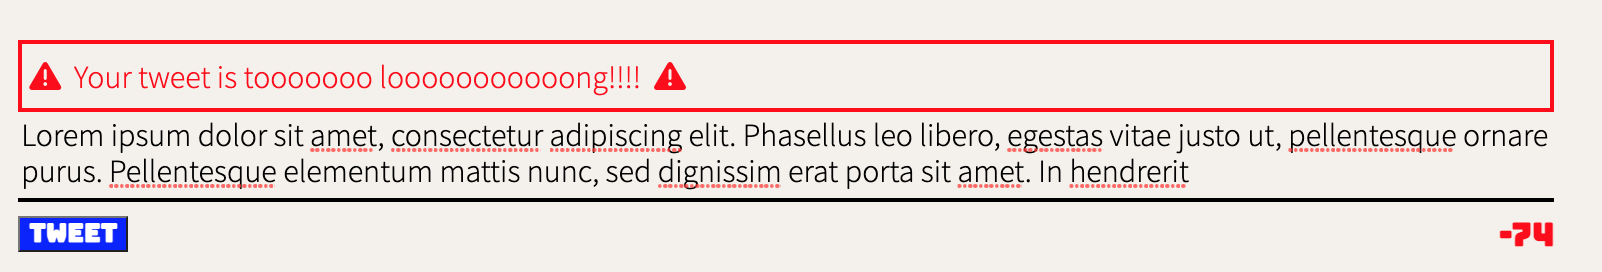 Your tweet is tooooooo looooooooooong!!!!
Lorem ipsum dolor sit amet, consectetur adipiscing elit. Phasellus leo libero, egestas vitae justo ut, pellentesque ornare
purus. Pellentesque elementum mattis nunc, sed dignissim erat porta sit amet. In hendrerit
TWEET
-74